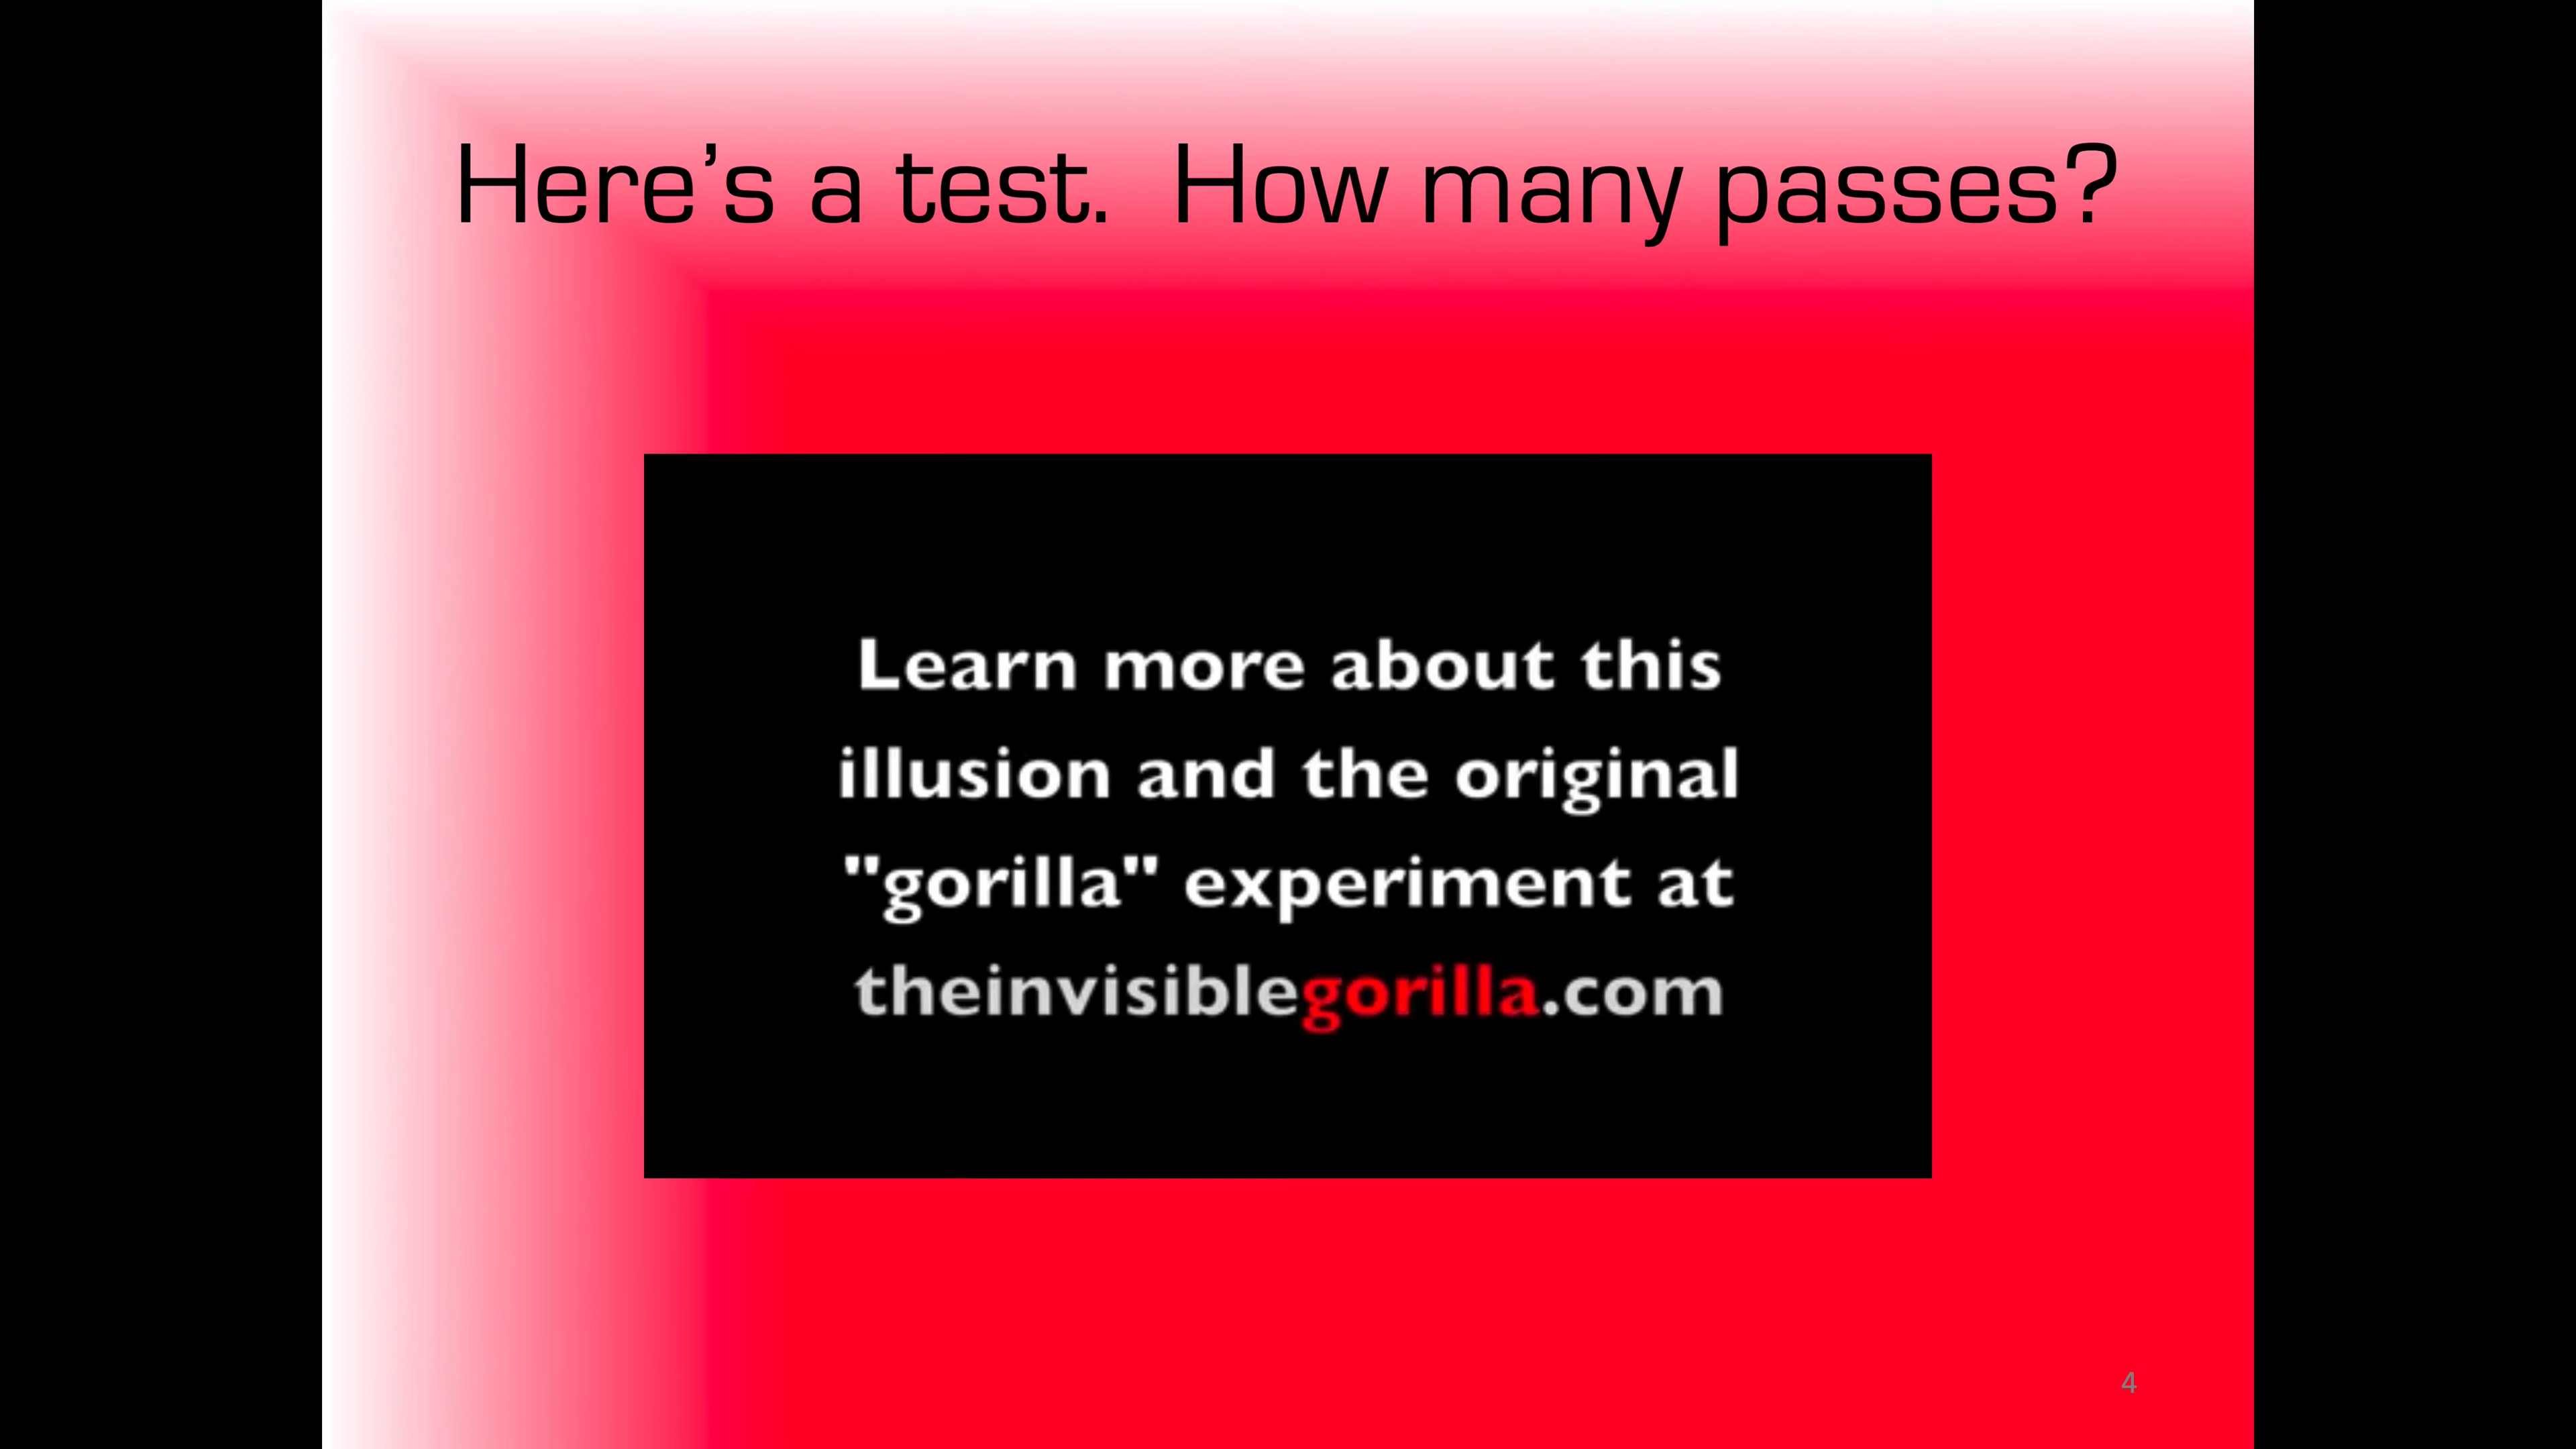 Here’s a test.  How many passes?
Learn more about this
illusion and the original
"gorilla" experiment at
theinvisiblegorilla.com
4